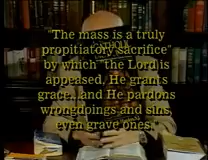 "The mass is a truly
propitiatory sacrifice"
by which "the Lord is
appeased, He grants
grace.. and He pardons
wrongdoings and sins,
even grave ones."